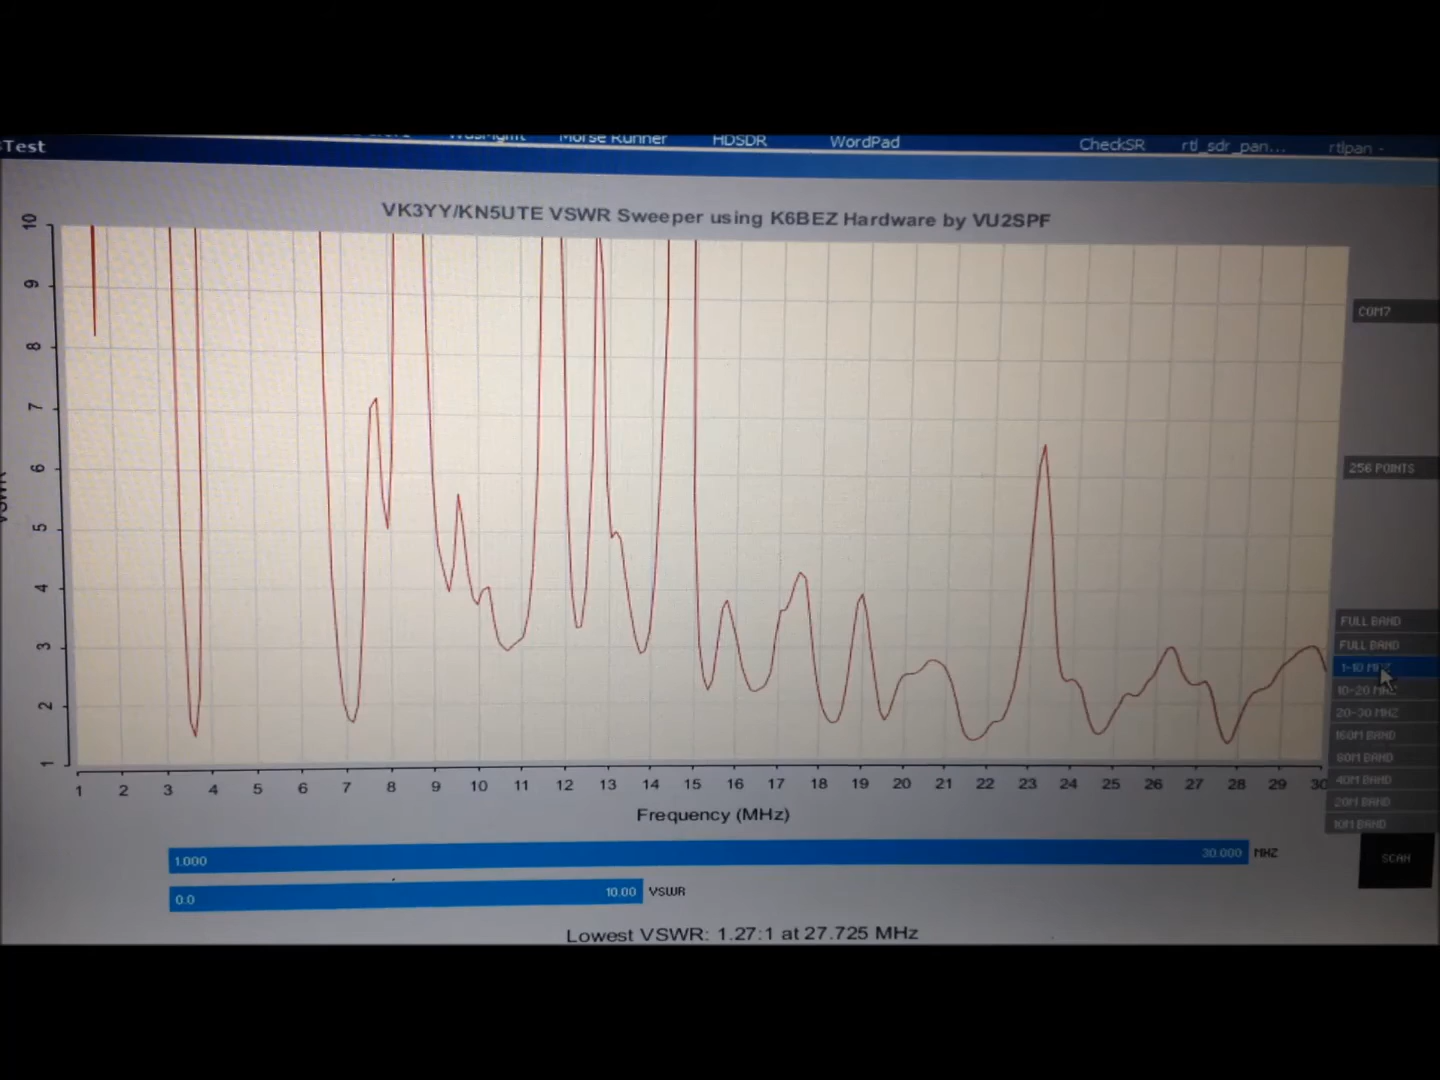 Test
Morse Runner HDSDR WordPad CheckSR rtl_sdr_pan... rtlpan -
VK3YY/KN5UTE VSWR Sweeper using K6BEZ Hardware by VU2SPF
10
9
8
7
6
5
4
3
2
1
VSWR
1 2 3 4 5 6 7 8 9 10 11 12 13 14 15 16 17 18 19 20 21 22 23 24 25 26 27 28 29 30
Frequency (MHz)
COM7
256 POINTS
FULL BAND
FULL BAND
1-10 MHZ
10-20 MHZ
20-30 MHZ
160M BAND
80M BAND
40M BAND
20M BAND
10M BAND
SCAN
1.000 30.000 MHZ
0.0 10.00 VSWR
Lowest VSWR: 1.27:1 at 27.725 MHz